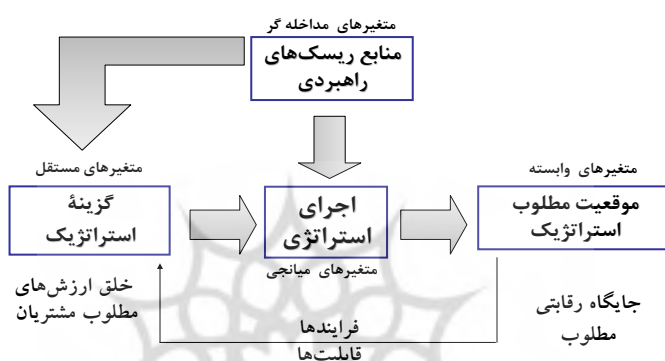 متغیرهای مداخله گر
منابع ریسک‌های
راهبردی
متغیرهای وابسته
موقعیت مطلوب
استراتژیک
متغیرهای مستقل
گزینهٔ
استراتژیک
اجرای
استراتژی
متغیرهای میانجی
جایگاه رقابتی
مطلوب
خلق ارزش‌های
مطلوب مشتریان
فرایندها
قابلیت‌ها